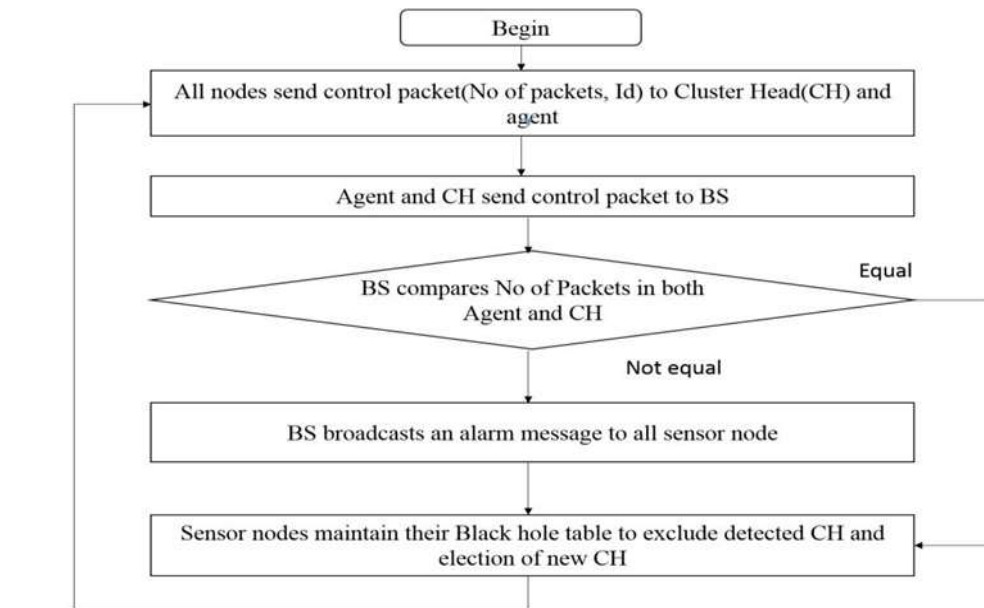 Begin
All nodes send control packet(No of packets, Id) to Cluster Head(CH) and
agent
Agent and CH send control packet to BS
BS compares No of Packets in both
Agent and CH
Equal
Not equal
BS broadcasts an alarm message to all sensor node
Sensor nodes maintain their Black hole table to exclude detected CH and
election of new CH